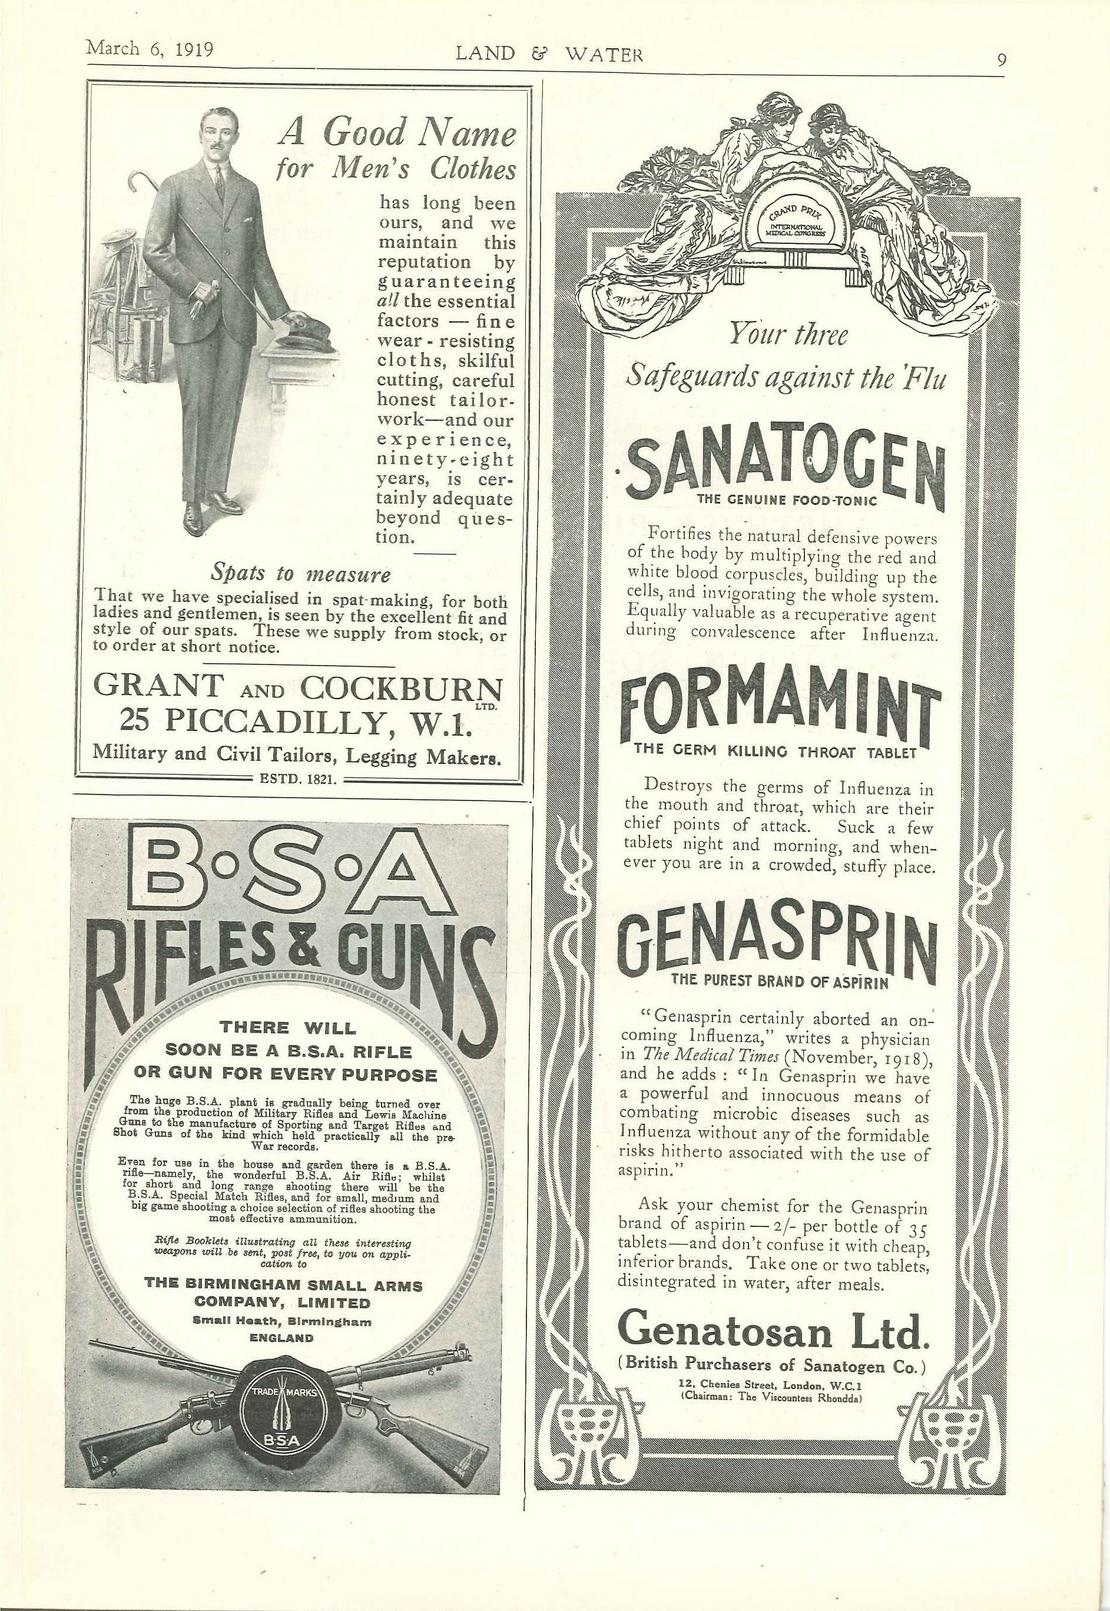 March 6, 1919
LAND & WATER
9
A Good Name
for Men's Clothes
has long been
ours, and we
maintain this
reputation by
guaranteeing
all the essential
factors — fine
wear-resisting
cloths, skilful
cutting, careful
honest tailor-
work—and our
experience,
ninety-eight
years, is cer-
tainly adequate
beyond ques-
tion.
Spats to measure
That we have specialised in spat-making, for both
ladies and gentlemen, is seen by the excellent fit and
style of our spats. These we supply from stock, or
to order at short notice.
GRANT AND COCKBURN
LTD.
25 PICCADILLY, W.1.
Military and Civil Tailors, Legging Makers.
ESTD. 1821.
B·S·A
RIFLES & GUNS
THERE WILL
SOON BE A B.S.A. RIFLE
OR GUN FOR EVERY PURPOSE
The huge B.S.A. plant is gradually being turned over
from the production of Military Rifles and Lewis Machine
Guns to the manufacture of Sporting and Target Rifles and
Shot Guns of the kind which held practically all the pre-
War records.
Even for use in the house and garden there is a B.S.A.
rifle—namely, the wonderful B.S.A. Air Rifle; whilst
for short and long range shooting there will be the
B.S.A. Special Match Rifles, and for small, medium and
big game shooting a choice selection of rifles shooting the
most effective ammunition.
Rifle Booklets illustrating all these interesting
weapons will be sent, post free, to you on appli-
cation to
THE BIRMINGHAM SMALL ARMS
COMPANY, LIMITED
Small Heath, Birmingham
ENGLAND
TRADE MARKS
B·S·A
GRAND PRIX
INTERNATIONAL
MEDICAL CONGRESS
Your three
Safeguards against the 'Flu
SANATOGEN
THE GENUINE FOOD-TONIC
Fortifies the natural defensive powers
of the body by multiplying the red and
white blood corpuscles, building up the
cells, and invigorating the whole system.
Equally valuable as a recuperative agent
during convalescence after Influenza.
FORMAMINT
THE GERM KILLING THROAT TABLET
Destroys the germs of Influenza in
the mouth and throat, which are their
chief points of attack. Suck a few
tablets night and morning, and when-
ever you are in a crowded, stuffy place.
GENASPRIN
THE PUREST BRAND OF ASPIRIN
"Genasprin certainly aborted an on-
coming Influenza," writes a physician
in The Medical Times (November, 1918),
and he adds : "In Genasprin we have
a powerful and innocuous means of
combating microbic diseases such as
Influenza without any of the formidable
risks hitherto associated with the use of
aspirin."
Ask your chemist for the Genasprin
brand of aspirin — 2/- per bottle of 35
tablets—and don't confuse it with cheap,
inferior brands. Take one or two tablets,
disintegrated in water, after meals.
Genatosan Ltd.
(British Purchasers of Sanatogen Co.)
12, Chenies Street, London, W.C.1
(Chairman: The Viscountess Rhondda)